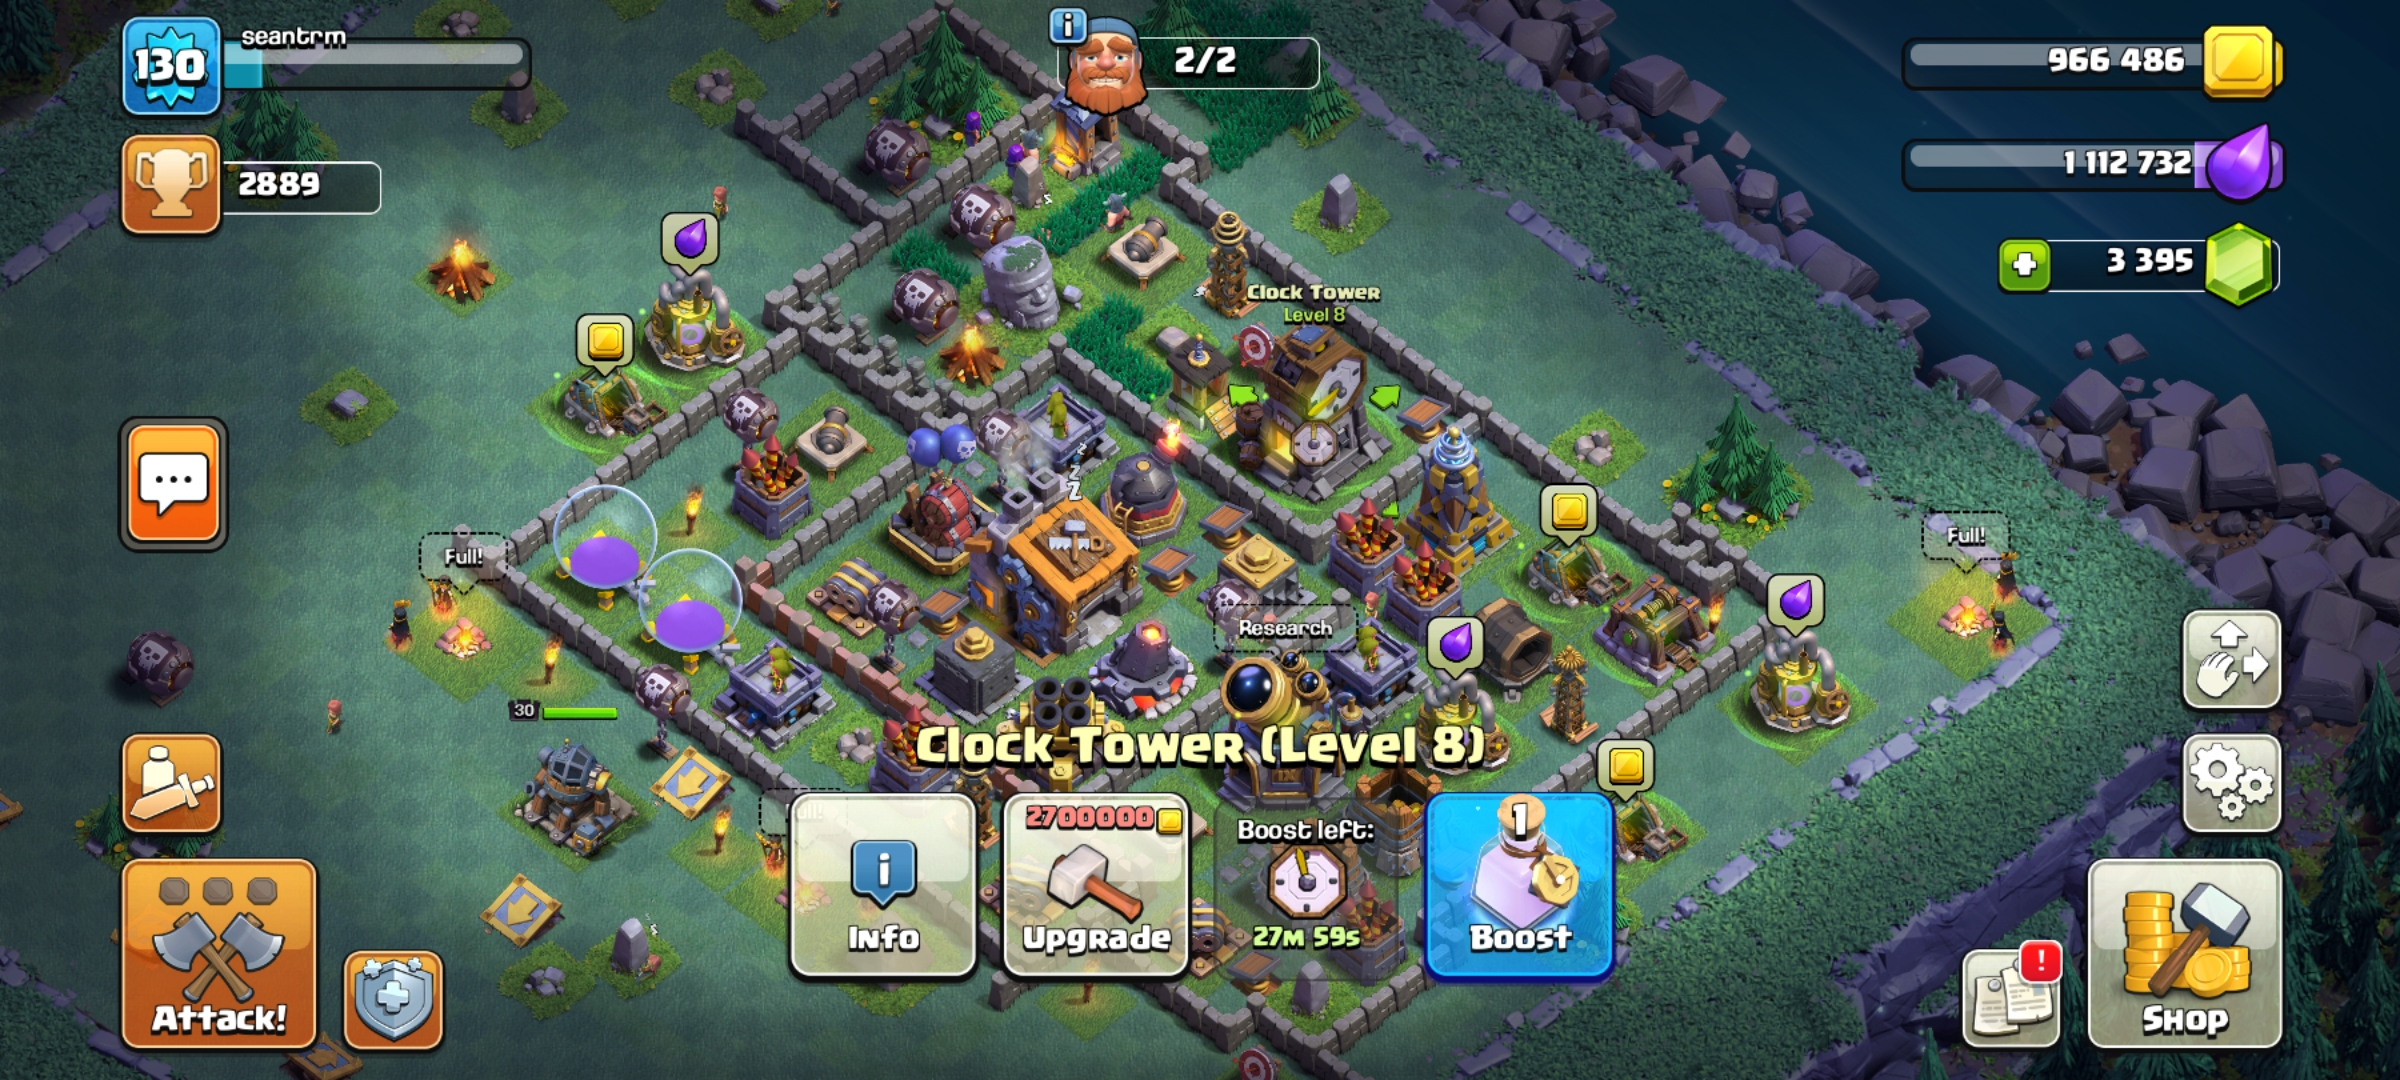 130
seantrm
2/2
966 486
2889
1 112 732
3 395
Clock Tower
Level 8
Full!
Full!
Research
30
Clock Tower (Level 8)
2700000
Boost left:
1
Info
Upgrade
27m 59s
Boost
Attack!
!
Shop